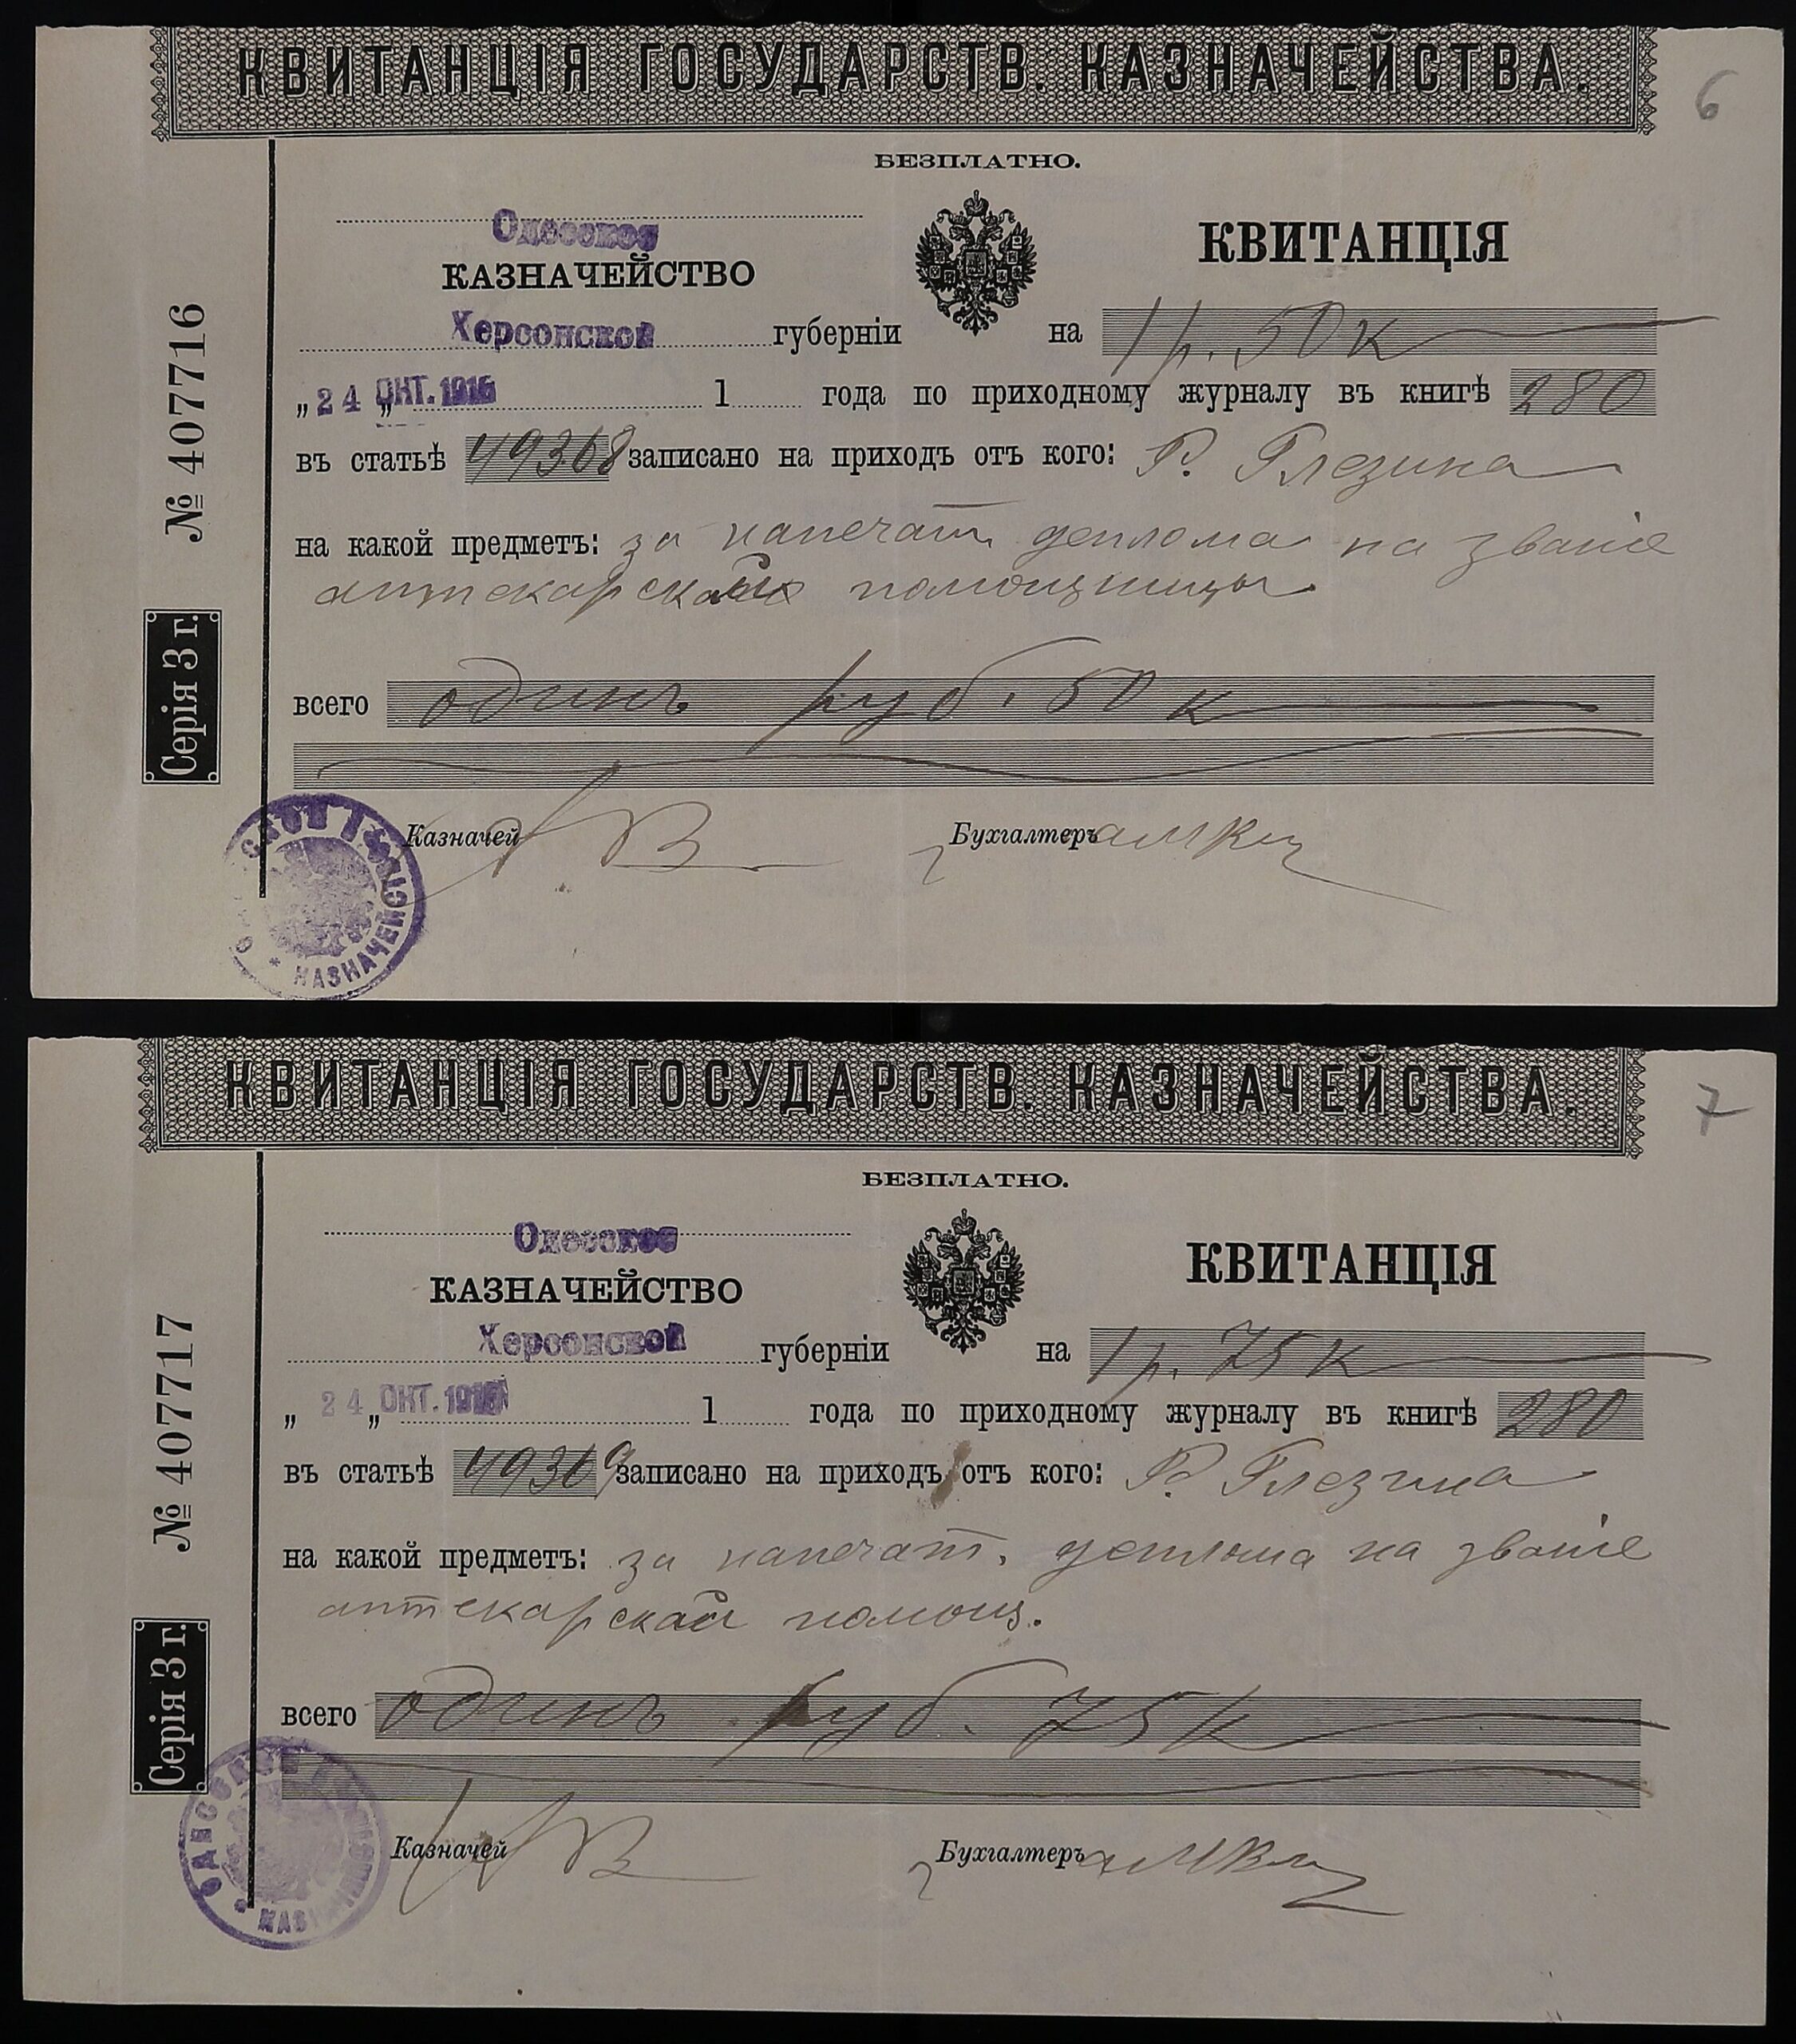 КВИТАНЦІЯ ГОСУДАРСТВ. КАЗНАЧЕЙСТВА.
6
БЕЗПЛАТНО.
Одесское
КАЗНАЧЕЙСТВО
КВИТАНЦІЯ
Херсонской губерніи на 1 р. 50 к
„24„ ОКТ. 1916 1 года по приходному журналу въ книгѣ 280
въ статьѣ 49368 записано на приходъ отъ кого: Р. Глезина
на какой предметъ: за напечат. деплома на званіе
аптекарской помощницы
всего одинъ руб. 50 к
Казначей Бухгалтеръ
№ 407716
Серія 3 г.
КАЗНАЧЕЙСТ
КВИТАНЦІЯ ГОСУДАРСТВ. КАЗНАЧЕЙСТВА.
7
БЕЗПЛАТНО.
Одесское
КАЗНАЧЕЙСТВО
КВИТАНЦІЯ
Херсонской губерніи на 1 р. 75 к
„24„ ОКТ. 1916 1 года по приходному журналу въ книгѣ 280
въ статьѣ 49369 записано на приходъ отъ кого: Р. Глезина
на какой предметъ: за напечат. деплома на званіе
аптекарской помощ.
всего одинъ руб. 75 к
Казначей Бухгалтеръ
№ 407717
Серія 3 г.